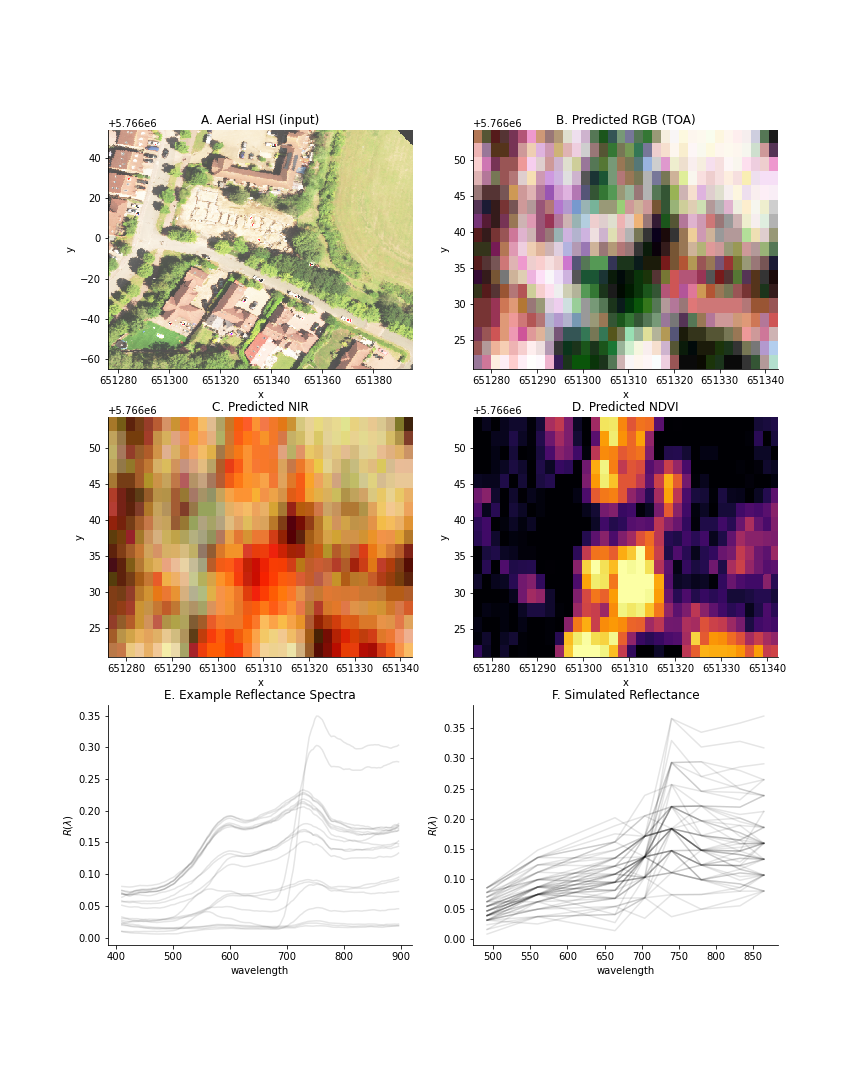 A. Aerial HSI (input)
+5.766e6
40
20
0
−20
−40
−60
y
651280 651300 651320 651340 651360 651380
x
B. Predicted RGB (TOA)
+5.766e6
50
45
40
35
30
25
y
651280 651290 651300 651310 651320 651330 651340
x
C. Predicted NIR
+5.766e6
50
45
40
35
30
25
y
651280 651290 651300 651310 651320 651330 651340
x
D. Predicted NDVI
+5.766e6
50
45
40
35
30
25
y
651280 651290 651300 651310 651320 651330 651340
x
E. Example Reflectance Spectra
0.35
0.30
0.25
0.20
0.15
0.10
0.05
0.00
R(λ)
400 500 600 700 800 900
wavelength
F. Simulated Reflectance
0.35
0.30
0.25
0.20
0.15
0.10
0.05
0.00
R(λ)
500 550 600 650 700 750 800 850
wavelength